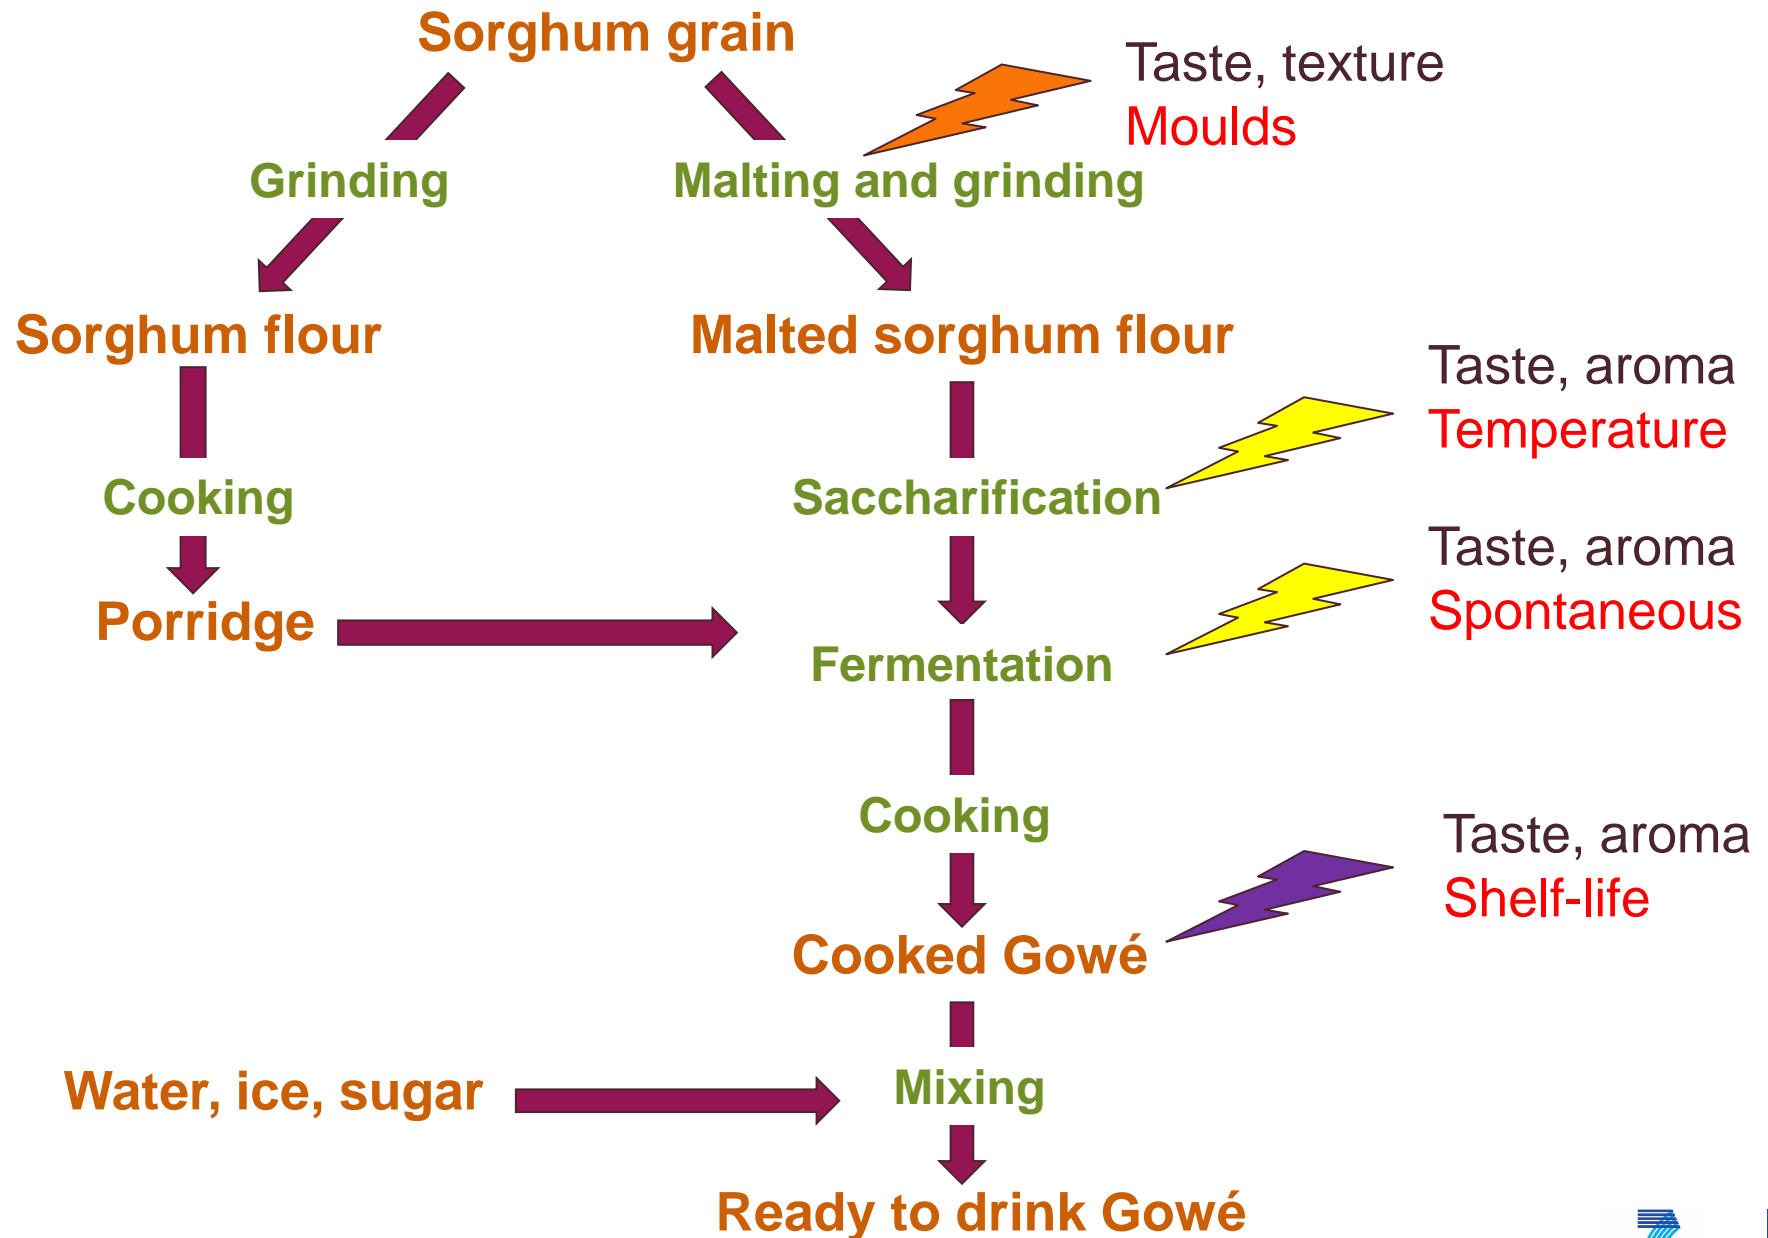 Sorghum grain
Taste, texture
Moulds
Grinding
Malting and grinding
Sorghum flour
Malted sorghum flour
Taste, aroma
Temperature
Cooking
Saccharification
Taste, aroma
Spontaneous
Porridge
Fermentation
Cooking
Taste, aroma
Shelf-life
Cooked Gowé
Water, ice, sugar
Mixing
Ready to drink Gowé